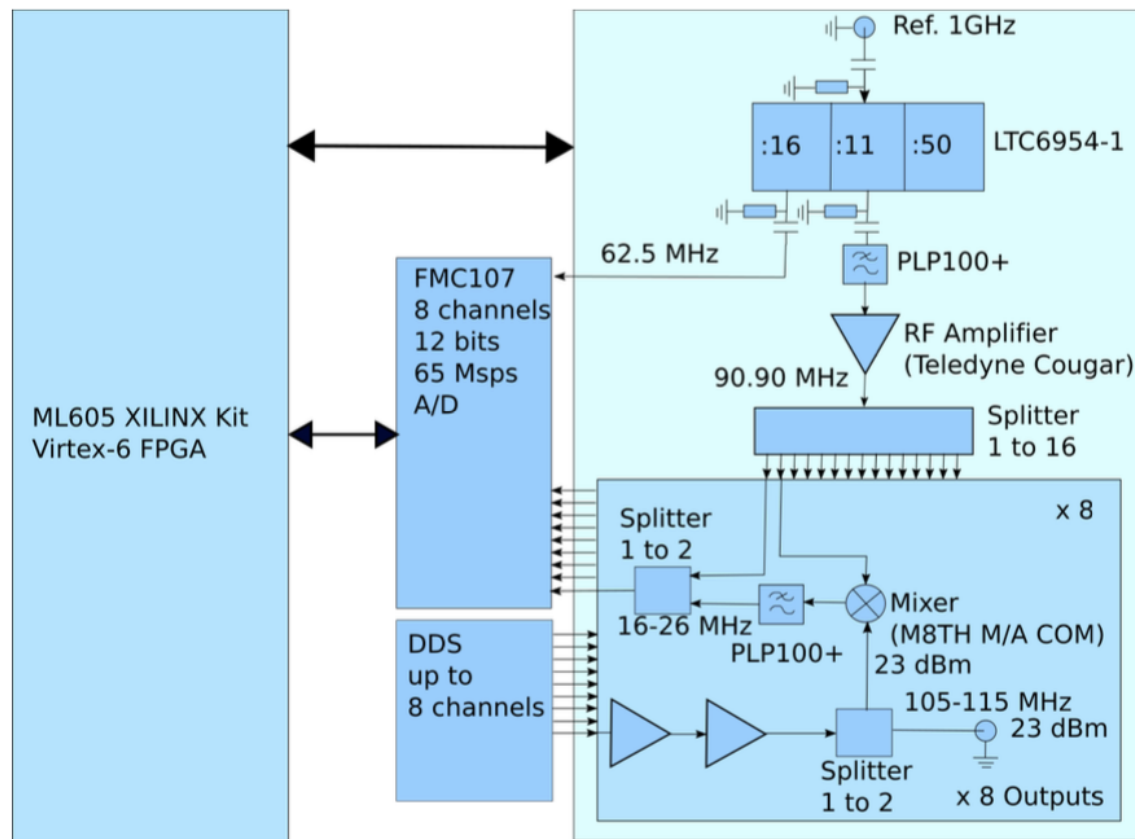 Ref. 1GHz
:16
:11
:50
LTC6954-1
62.5 MHz
PLP100+
FMC107
8 channels
12 bits
65 Msps
A/D
RF Amplifier
(Teledyne Cougar)
90.90 MHz
ML605 XILINX Kit
Virtex-6 FPGA
Splitter
1 to 16
x 8
Splitter
1 to 2
16-26 MHz
PLP100+
Mixer
(M8TH M/A COM)
23 dBm
DDS
up to
8 channels
105-115 MHz
23 dBm
Splitter
1 to 2
x 8 Outputs